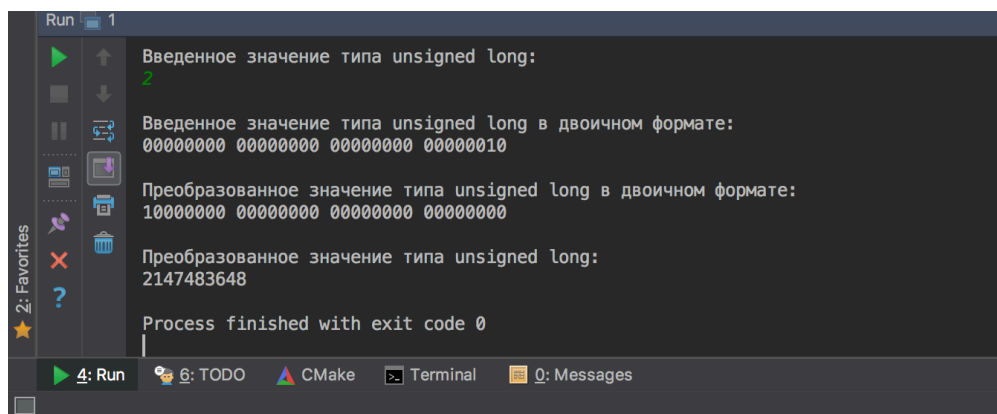 Run 1
Введенное значение типа unsigned long:
2
Введенное значение типа unsigned long в двоичном формате:
00000000 00000000 00000000 00000010
Преобразованное значение типа unsigned long в двоичном формате:
10000000 00000000 00000000 00000000
Преобразованное значение типа unsigned long:
2147483648
Process finished with exit code 0
2: Favorites
4: Run 6: TODO CMake Terminal 0: Messages